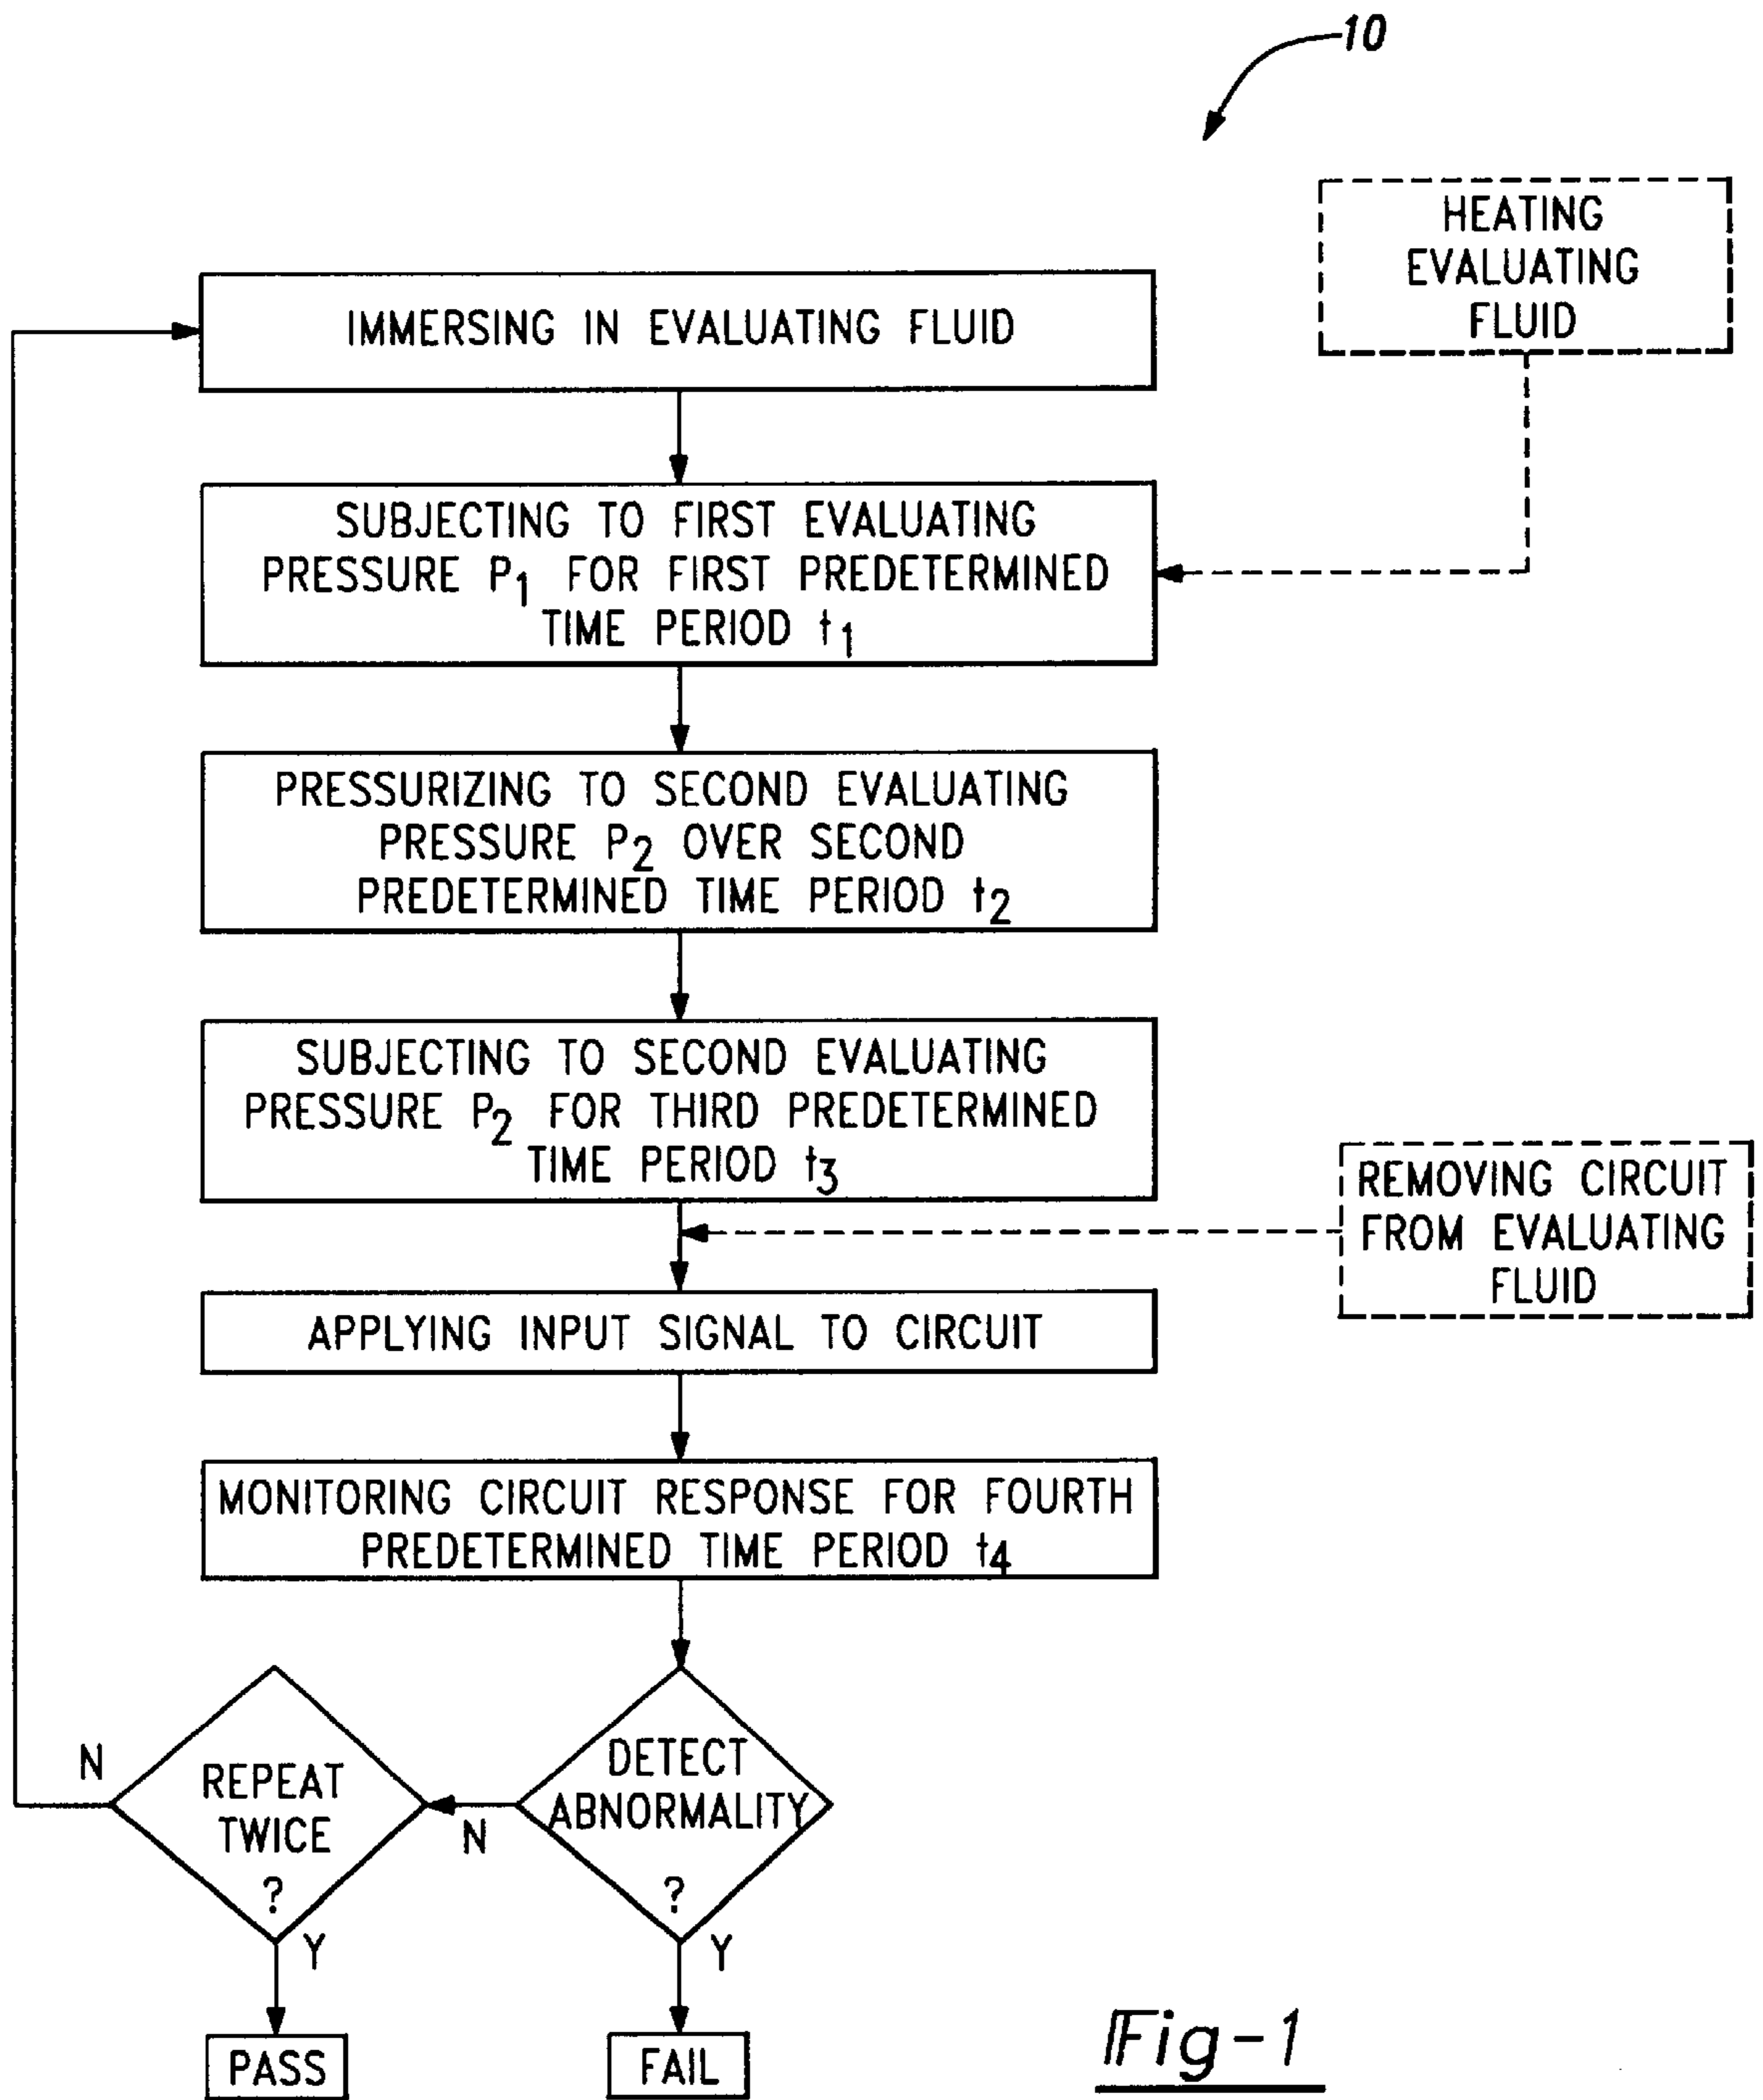 10
HEATING
EVALUATING
FLUID
IMMERSING IN EVALUATING FLUID
SUBJECTING TO FIRST EVALUATING
PRESSURE P1 FOR FIRST PREDETERMINED
TIME PERIOD t1
PRESSURIZING TO SECOND EVALUATING
PRESSURE P2 OVER SECOND
PREDETERMINED TIME PERIOD t2
SUBJECTING TO SECOND EVALUATING
PRESSURE P2 FOR THIRD PREDETERMINED
TIME PERIOD t3
REMOVING CIRCUIT
FROM EVALUATING
FLUID
APPLYING INPUT SIGNAL TO CIRCUIT
MONITORING CIRCUIT RESPONSE FOR FOURTH
PREDETERMINED TIME PERIOD t4
DETECT
ABNORMALITY
?
N
REPEAT
TWICE
?
N
Y
Y
PASS
FAIL
Fig-1